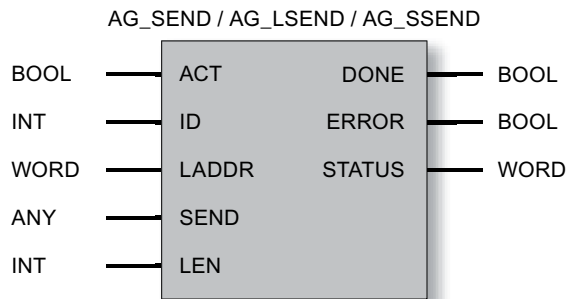 AG_SEND / AG_LSEND / AG_SSEND
BOOL ACT DONE BOOL
INT ID ERROR BOOL
WORD LADDR STATUS WORD
ANY SEND
INT LEN